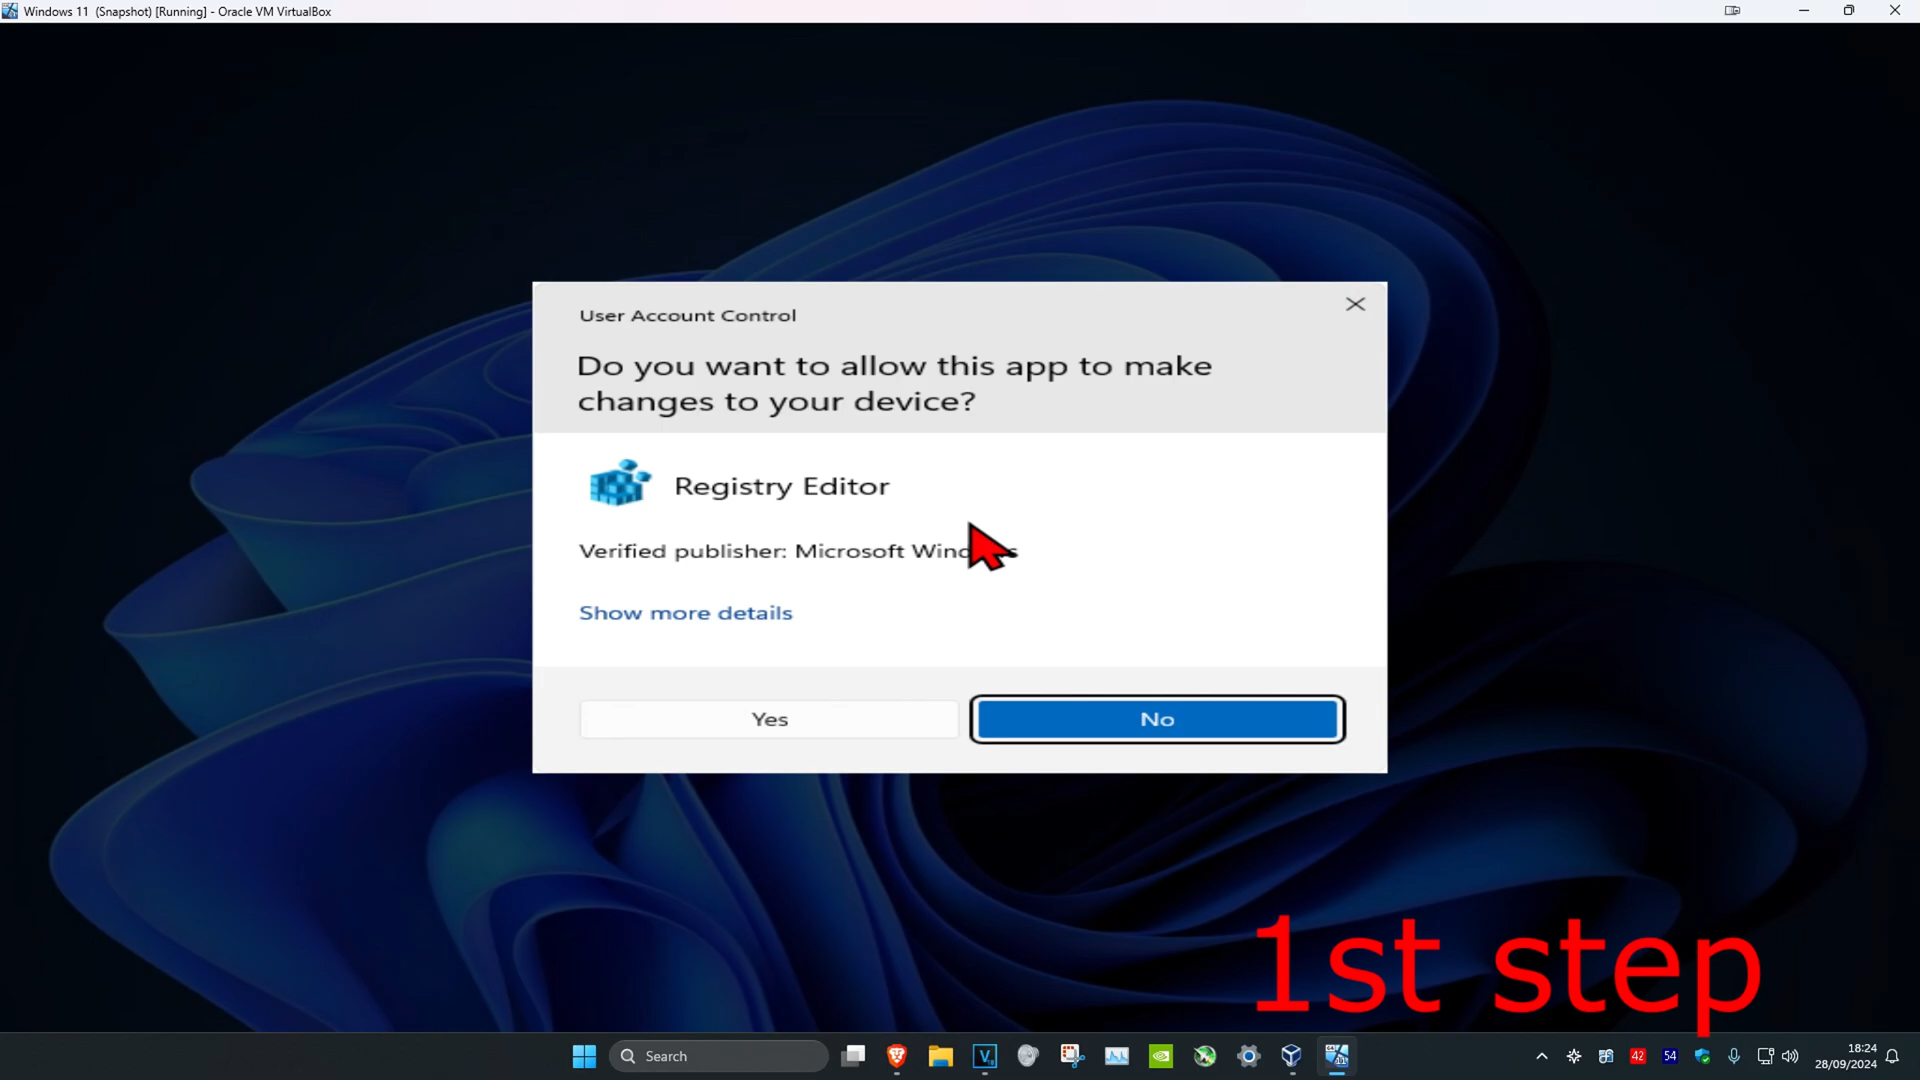 Windows 11 (Snapshot) [Running] - Oracle VM VirtualBox
User Account Control
Do you want to allow this app to make
changes to your device?
Registry Editor
Verified publisher: Microsoft
Show more details
Yes
No
1st step
Search
42
54
18:24
28/09/2024